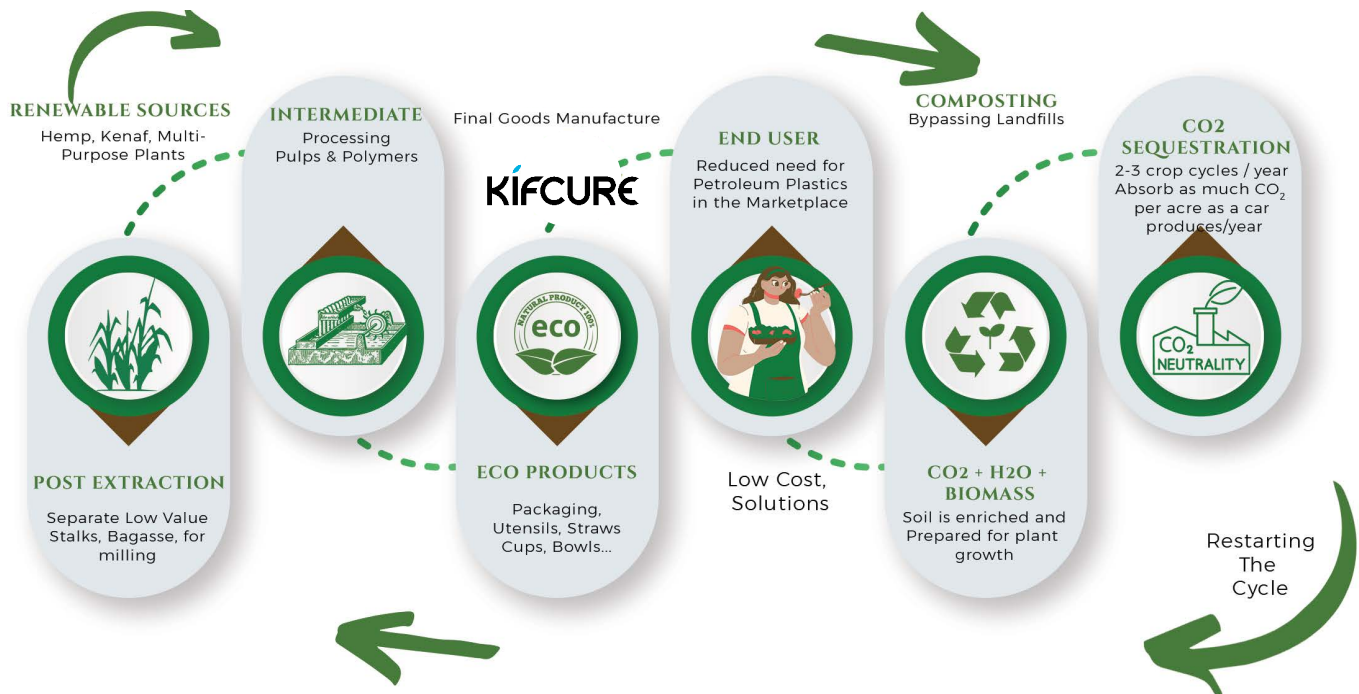 RENEWABLE SOURCES
Hemp, Kenaf, Multi-
Purpose Plants
POST EXTRACTION
Separate Low Value
Stalks, Bagasse, for
milling
INTERMEDIATE
Processing
Pulps & Polymers
Final Goods Manufacture
KIFCURE
NATURAL PRODUCT 100%
eco
ECO PRODUCTS
Packaging,
Utensils, Straws
Cups, Bowls...
END USER
Reduced need for
Petroleum Plastics
in the Marketplace
Low Cost,
Solutions
COMPOSTING
Bypassing Landfills
CO2 + H2O +
BIOMASS
Soil is enriched and
Prepared for plant
growth
CO2
SEQUESTRATION
2-3 crop cycles / year
Absorb as much CO₂
per acre as a car
produces/year
CO₂
NEUTRALITY
Restarting
The
Cycle